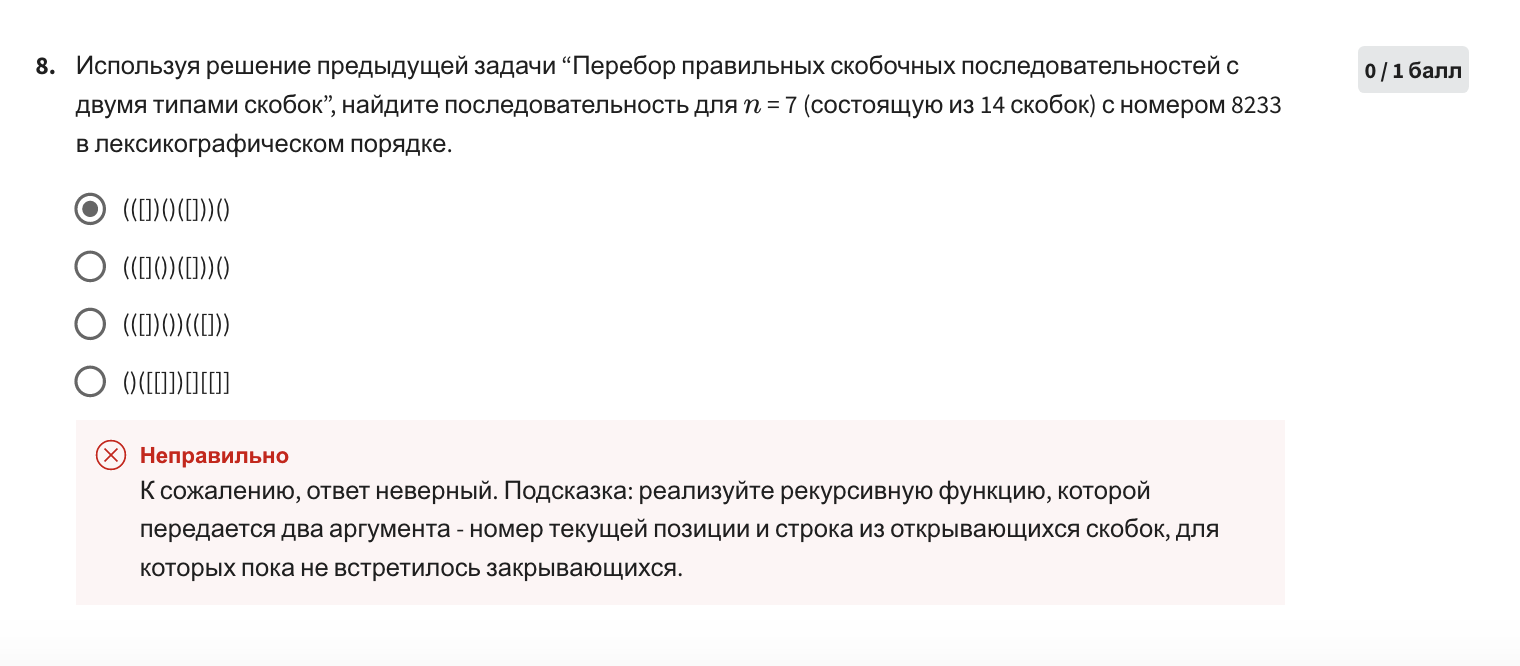 8. Используя решение предыдущей задачи “Перебор правильных скобочных последовательностей с
0 / 1 балл
двумя типами скобок”, найдите последовательность для n = 7 (состоящую из 14 скобок) с номером 8233
в лексикографическом порядке.
(([])()([]))()
(([]())([]))()
(([])())(([]))
()([[]])[][[]]
Неправильно
К сожалению, ответ неверный. Подсказка: реализуйте рекурсивную функцию, которой
передается два аргумента - номер текущей позиции и строка из открывающихся скобок, для
которых пока не встретилось закрывающихся.